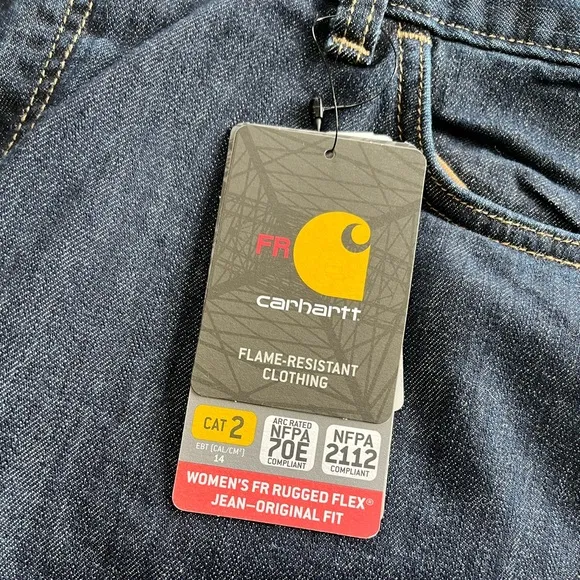 FR
carhartt
FLAME-RESISTANT
CLOTHING
CAT 2
EBT (CAL/CM²)
14
ARC RATED
NFPA
70E
COMPLIANT
NFPA
2112
COMPLIANT
WOMEN'S FR RUGGED FLEX®
JEAN—ORIGINAL FIT